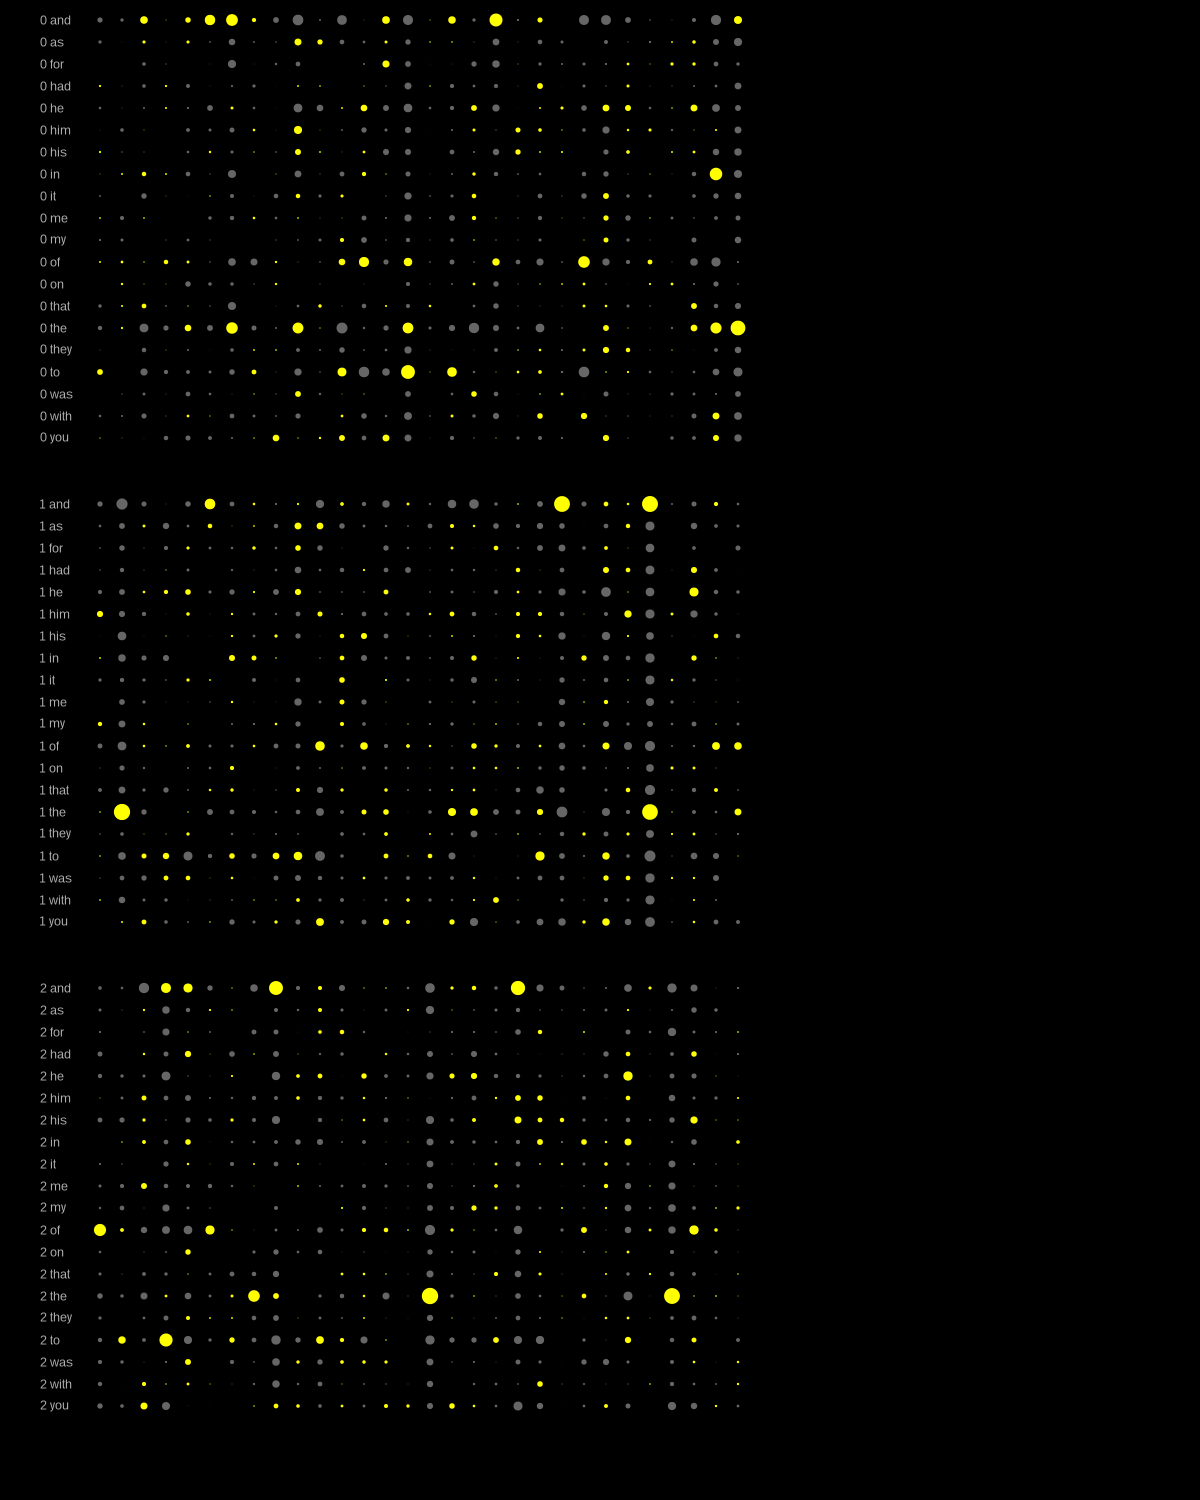 0 and
0 as
0 for
0 had
0 he
0 him
0 his
0 in
0 it
0 me
0 my
0 of
0 on
0 that
0 the
0 they
0 to
0 was
0 with
0 you
1 and
1 as
1 for
1 had
1 he
1 him
1 his
1 in
1 it
1 me
1 my
1 of
1 on
1 that
1 the
1 they
1 to
1 was
1 with
1 you
2 and
2 as
2 for
2 had
2 he
2 him
2 his
2 in
2 it
2 me
2 my
2 of
2 on
2 that
2 the
2 they
2 to
2 was
2 with
2 you